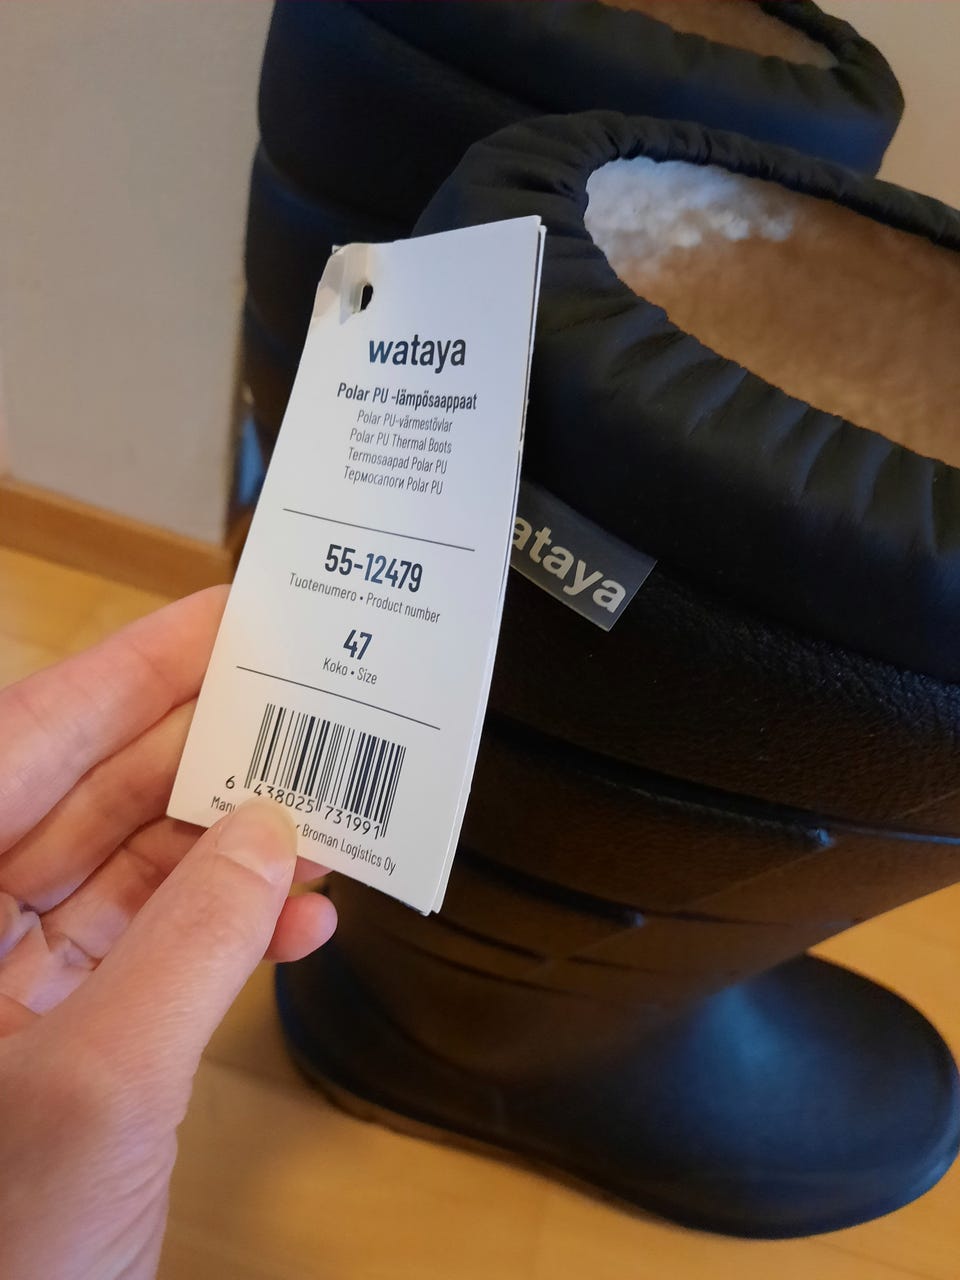 wataya
Polar PU -lämpösaappaat
Polar PU-värmestövlar
Polar PU Thermal Boots
Termosaapad Polar PU
Термосапоги Polar PU
55-12479
Tuotenumero • Product number
47
Koko • Size
6 438025 731991
Broman Logistics Oy
ataya